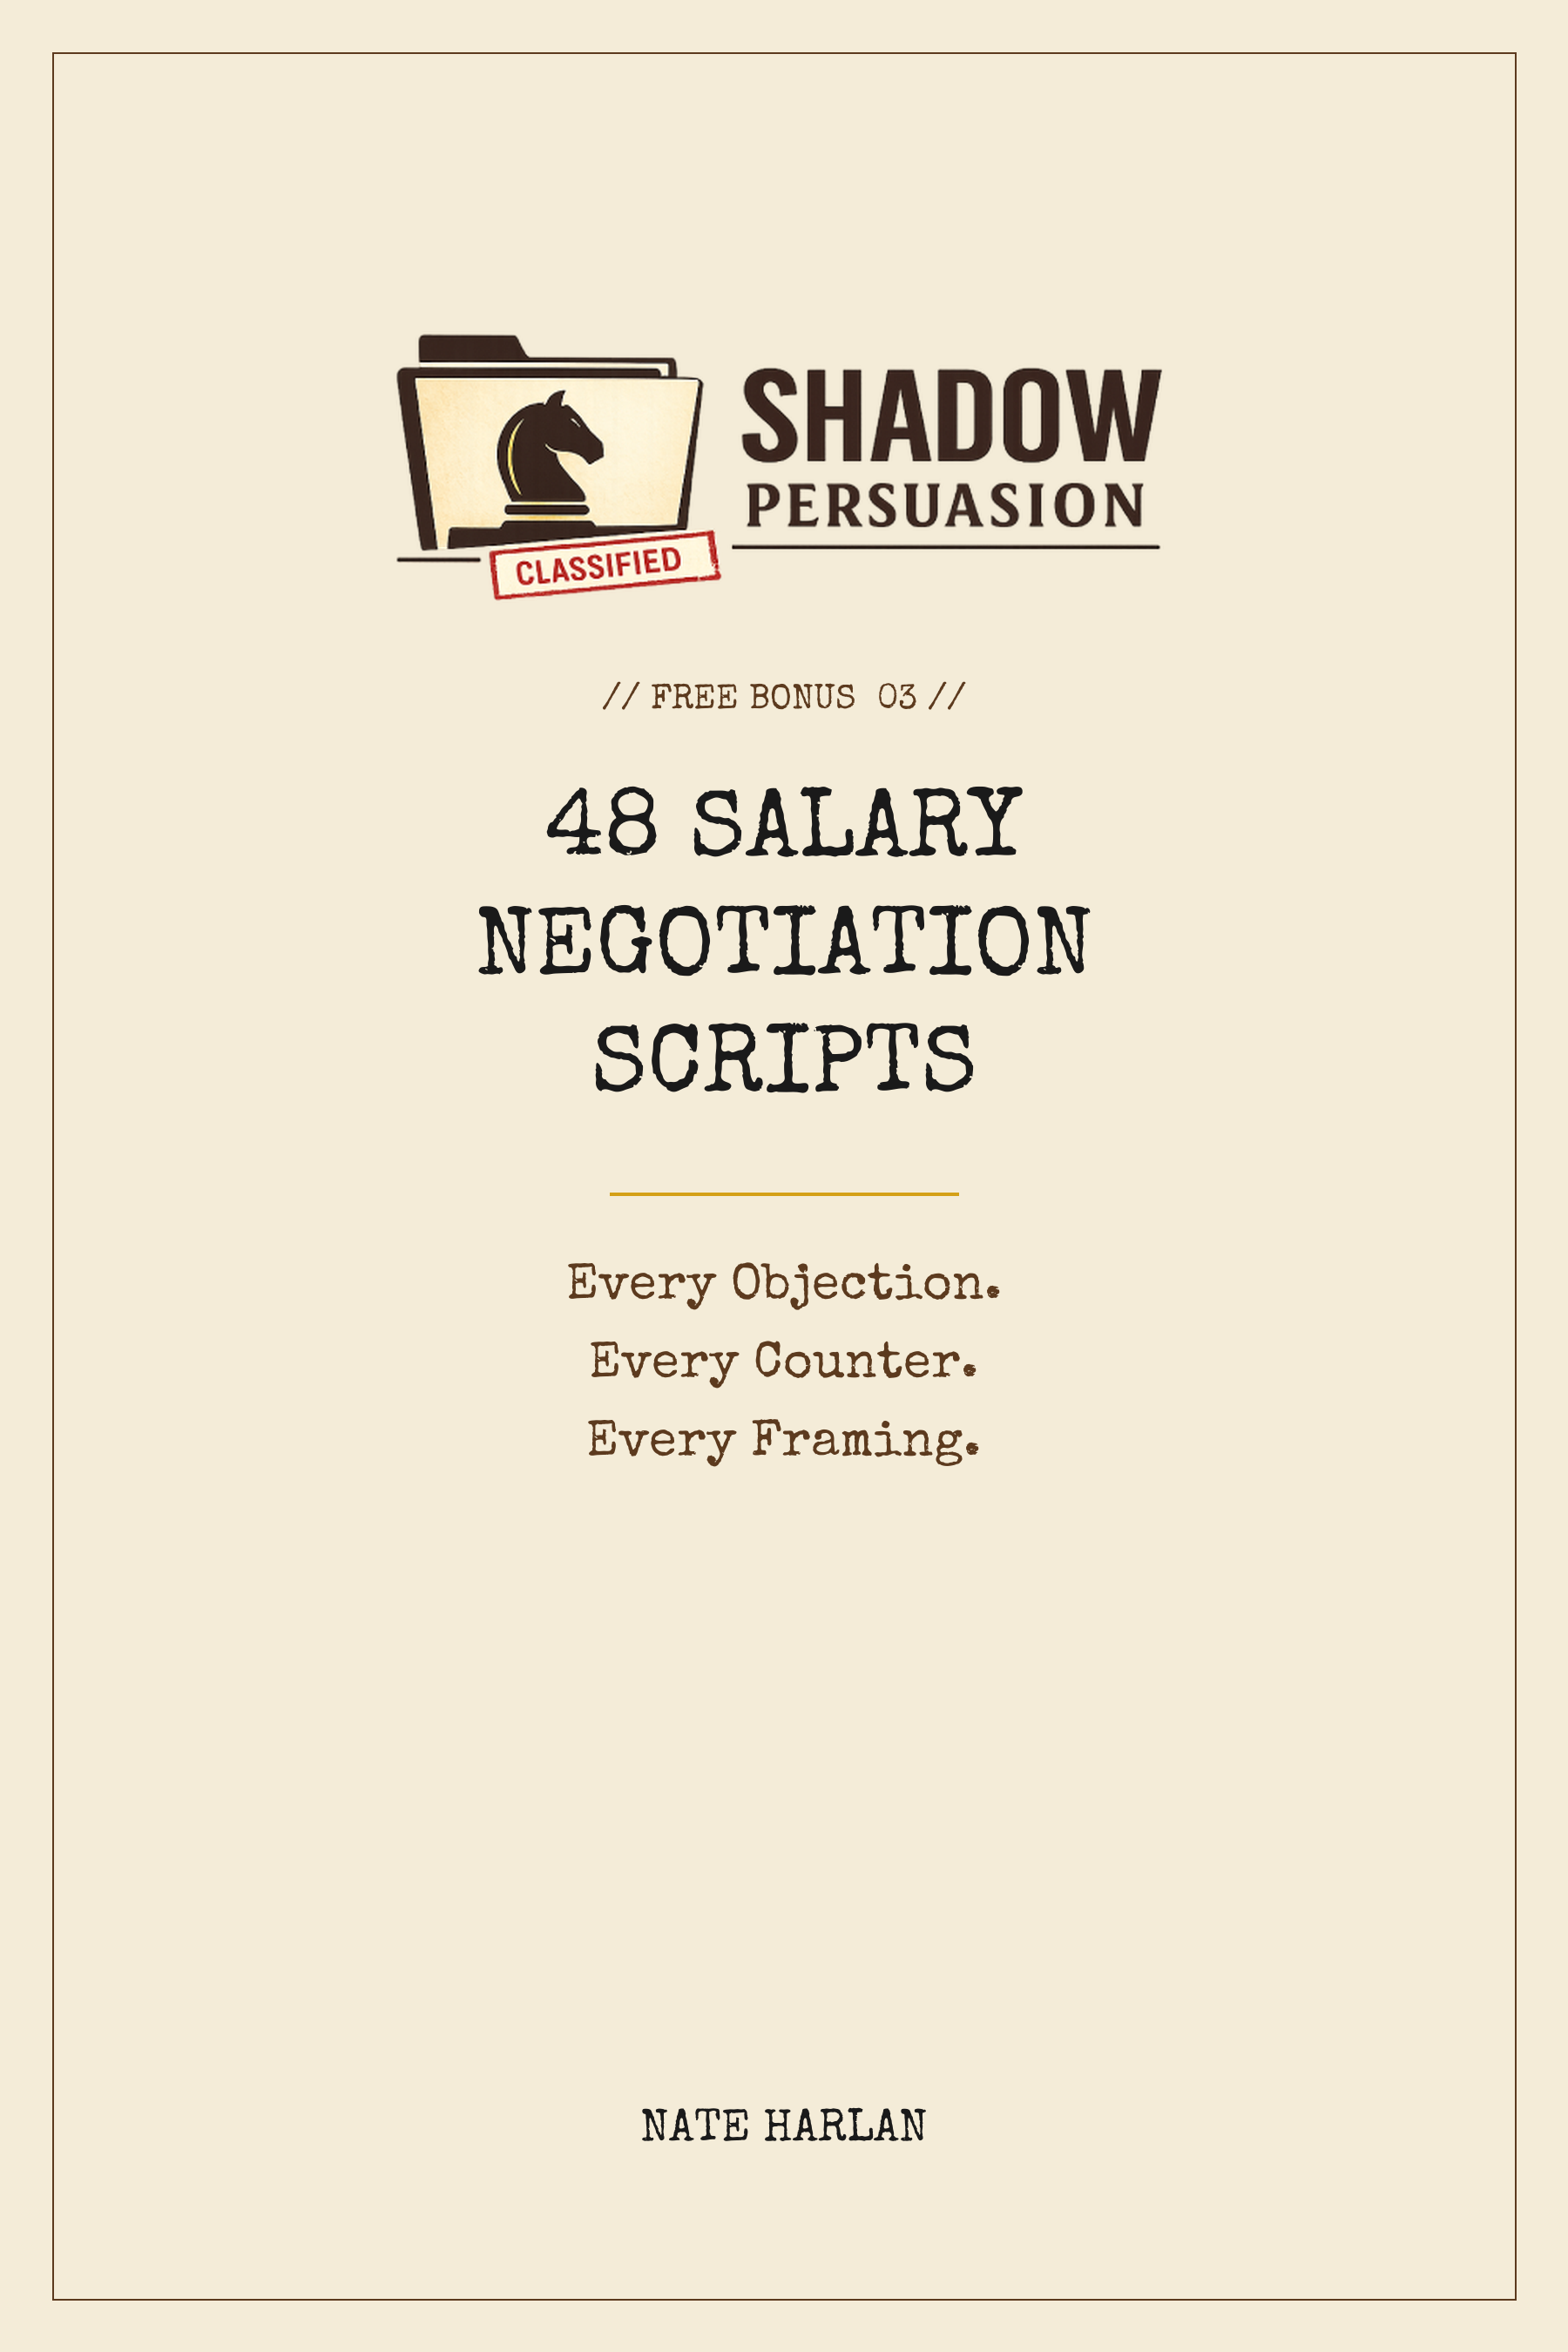 SHADOW
PERSUASION
CLASSIFIED
// FREE BONUS 03 //
48 SALARY
NEGOTIATION
SCRIPTS
Every Objection.
Every Counter.
Every Framing.
NATE HARLAN